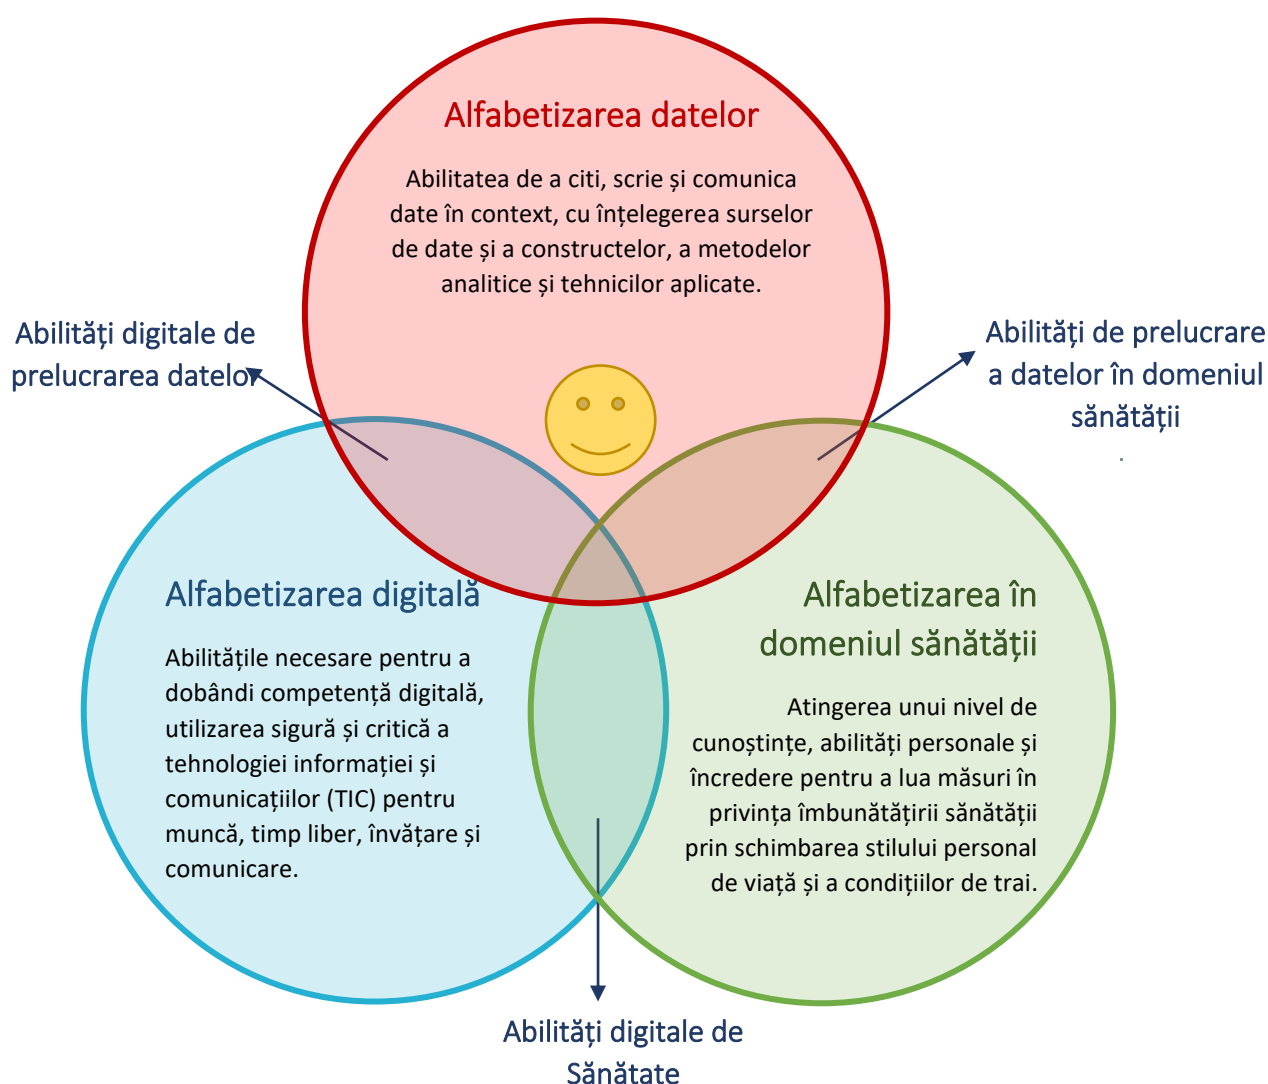 Alfabetizarea datelor
Abilitatea de a citi, scrie și comunica
date în context, cu înțelegerea surselor
de date și a constructelor, a metodelor
analitice și tehnicilor aplicate.
Abilități digitale de
prelucrarea datelor
Abilități de prelucrare
a datelor în domeniul
sănătății
.
Alfabetizarea digitală
Abilitățile necesare pentru a
dobândi competență digitală,
utilizarea sigură și critică a
tehnologiei informației și
comunicațiilor (TIC) pentru
muncă, timp liber, învățare și
comunicare.
Alfabetizarea în
domeniul sănătății
Atingerea unui nivel de
cunoștințe, abilități personale și
încredere pentru a lua măsuri în
privința îmbunătățirii sănătății
prin schimbarea stilului personal
de viață și a condițiilor de trai.
Abilități digitale de
Sănătate